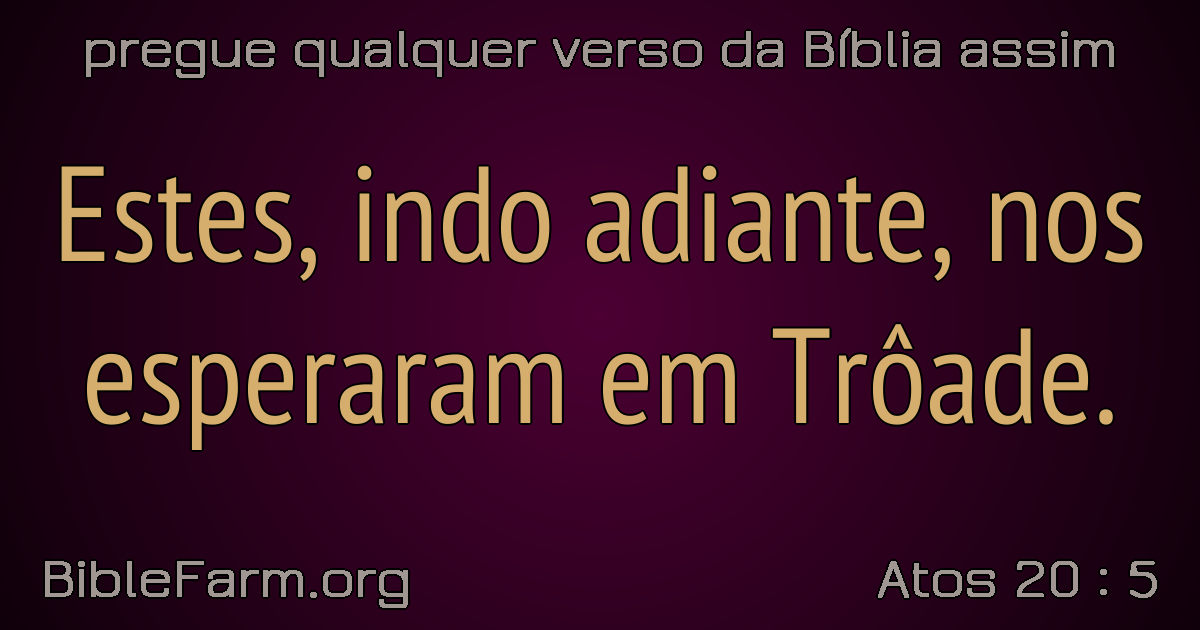 pregue qualquer verso da Bíblia assim
Estes, indo adiante, nos
esperaram em Trôade.
BibleFarm.org
Atos 20 : 5